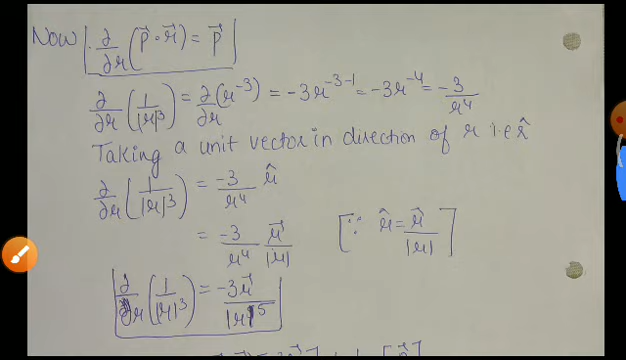 Now ∂/∂r (p⃗ · r⃗) = p⃗
∂/∂r (1/|r|³) = ∂/∂r (r⁻³) = -3r⁻³⁻¹ = -3r⁻⁴ = -3/r⁴
Taking a unit vector in direction of r i.e r̂
∂/∂r (1/|r|³) = -3/r⁴ r̂
= -3/r⁴ r⃗/|r| [∵ r̂ = r⃗/|r|]
∂/∂r (1/|r|³) = -3r⃗/|r|⁵